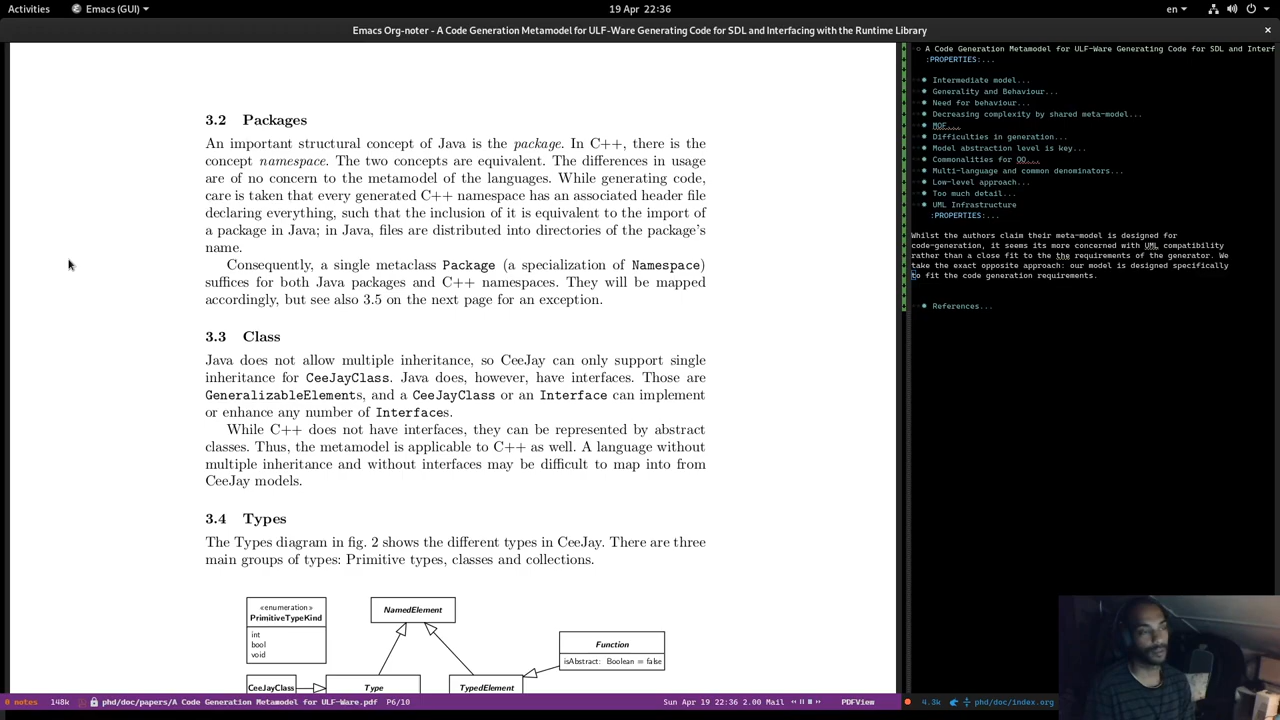 Activities
Emacs (GUI)
19 Apr 22:36
en
Emacs Org-noter - A Code Generation Metamodel for ULF-Ware Generating Code for SDL and Interfacing with the Runtime Library
3.2 Packages
An important structural concept of Java is the package. In C++, there is the
concept namespace. The two concepts are equivalent. The differences in usage
are of no concern to the metamodel of the languages. While generating code,
care is taken that every generated C++ namespace has an associated header file
declaring everything, such that the inclusion of it is equivalent to the import of
a package in Java; in Java, files are distributed into directories of the package's
name.
Consequently, a single metaclass Package (a specialization of Namespace)
suffices for both Java packages and C++ namespaces. They will be mapped
accordingly, but see also 3.5 on the next page for an exception.
3.3 Class
Java does not allow multiple inheritance, so CeeJay can only support single
inheritance for CeeJayClass. Java does, however, have interfaces. Those are
GeneralizableElements, and a CeeJayClass or an Interface can implement
or enhance any number of Interfaces.
While C++ does not have interfaces, they can be represented by abstract
classes. Thus, the metamodel is applicable to C++ as well. A language without
multiple inheritance and without interfaces may be difficult to map into from
CeeJay models.
3.4 Types
The Types diagram in fig. 2 shows the different types in CeeJay. There are three
main groups of types: Primitive types, classes and collections.
«enumeration»
PrimitiveTypeKind
int
bool
void
NamedElement
Function
isAbstract: Boolean = false
CeeJayClass
Type
TypedElement
A Code Generation Metamodel for ULF-Ware Generating Code for SDL and Interf
:PROPERTIES:...
Intermediate model...
Generality and Behaviour...
Need for behaviour...
Decreasing complexity by shared meta-model...
MOF...
Difficulties in generation...
Model abstraction level is key...
Commonalities for OO...
Multi-language and common denominators...
Low-level approach...
Too much detail...
UML Infrastructure
:PROPERTIES:...
Whilst the authors claim their meta-model is designed for
code-generation, it seems its more concerned with UML compatibility
rather than a close fit to the the requirements of the generator. We
take the exact opposite approach: our model is designed specifically
to fit the code generation requirements.
References...
0 notes 148k phd/doc/papers/A Code Generation Metamodel for ULF-Ware.pdf P6/10 Sun Apr 19 22:36 2.00 Mail PDFView
4.3k phd/doc/index.org